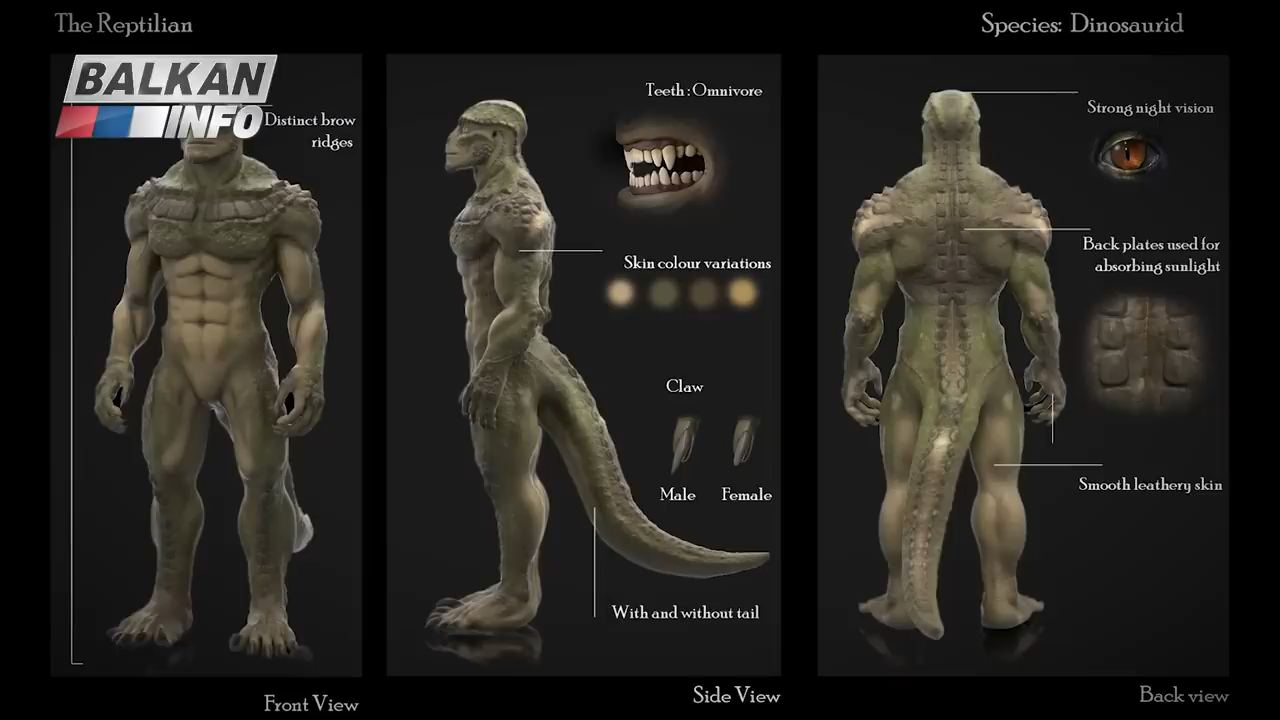 The Reptilian
Species: Dinosaurid
BALKAN
INFO
Distinct brow
ridges
Front View
Teeth : Omnivore
Skin colour variations
Claw
Male
Female
With and without tail
Side View
Strong night vision
Back plates used for
absorbing sunlight
Smooth leathery skin
Back view